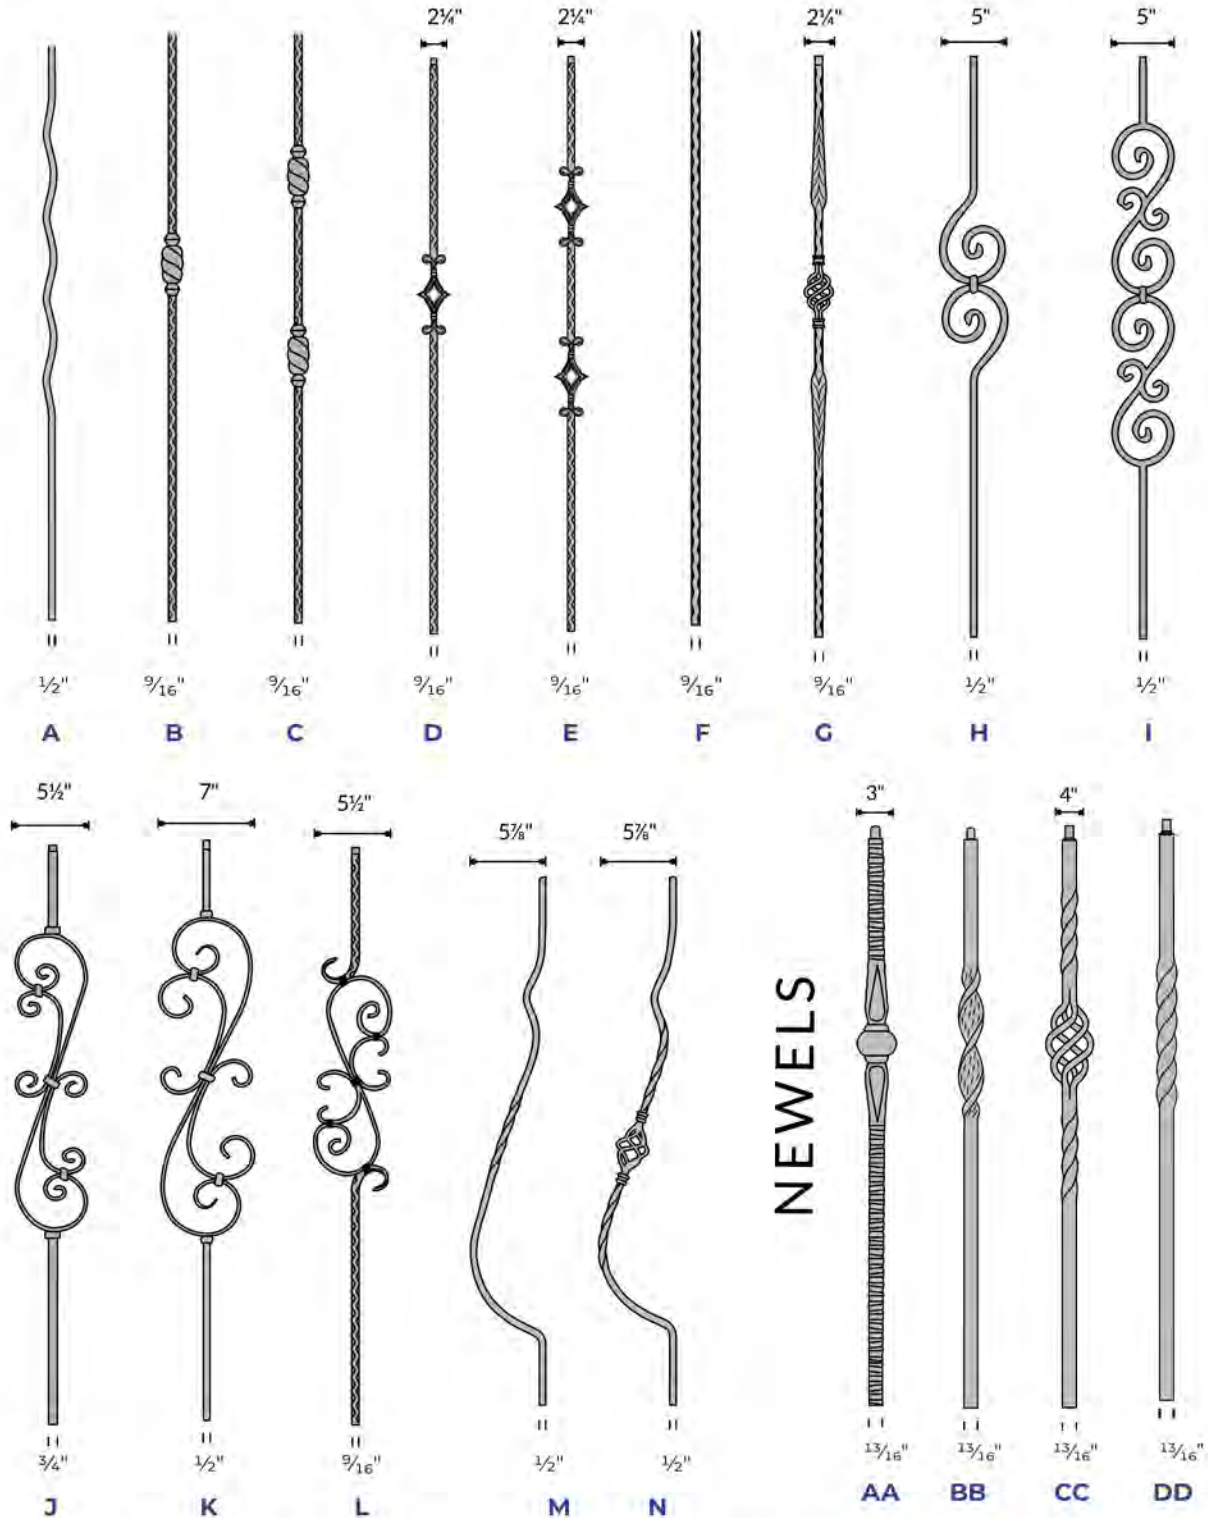 2¼" 2¼" 2¼" 5" 5"
½" 9⁄16" 9⁄16" 9⁄16" 9⁄16" 9⁄16" 9⁄16" ½" ½"
A B C D E F G H I
5½" 7" 5½" 5⅞" 5⅞" 3" 4"
NEWELS
¾" ½" 9⁄16" ½" ½" 13⁄16" 13⁄16" 13⁄16" 13⁄16"
J K L M N AA BB CC DD